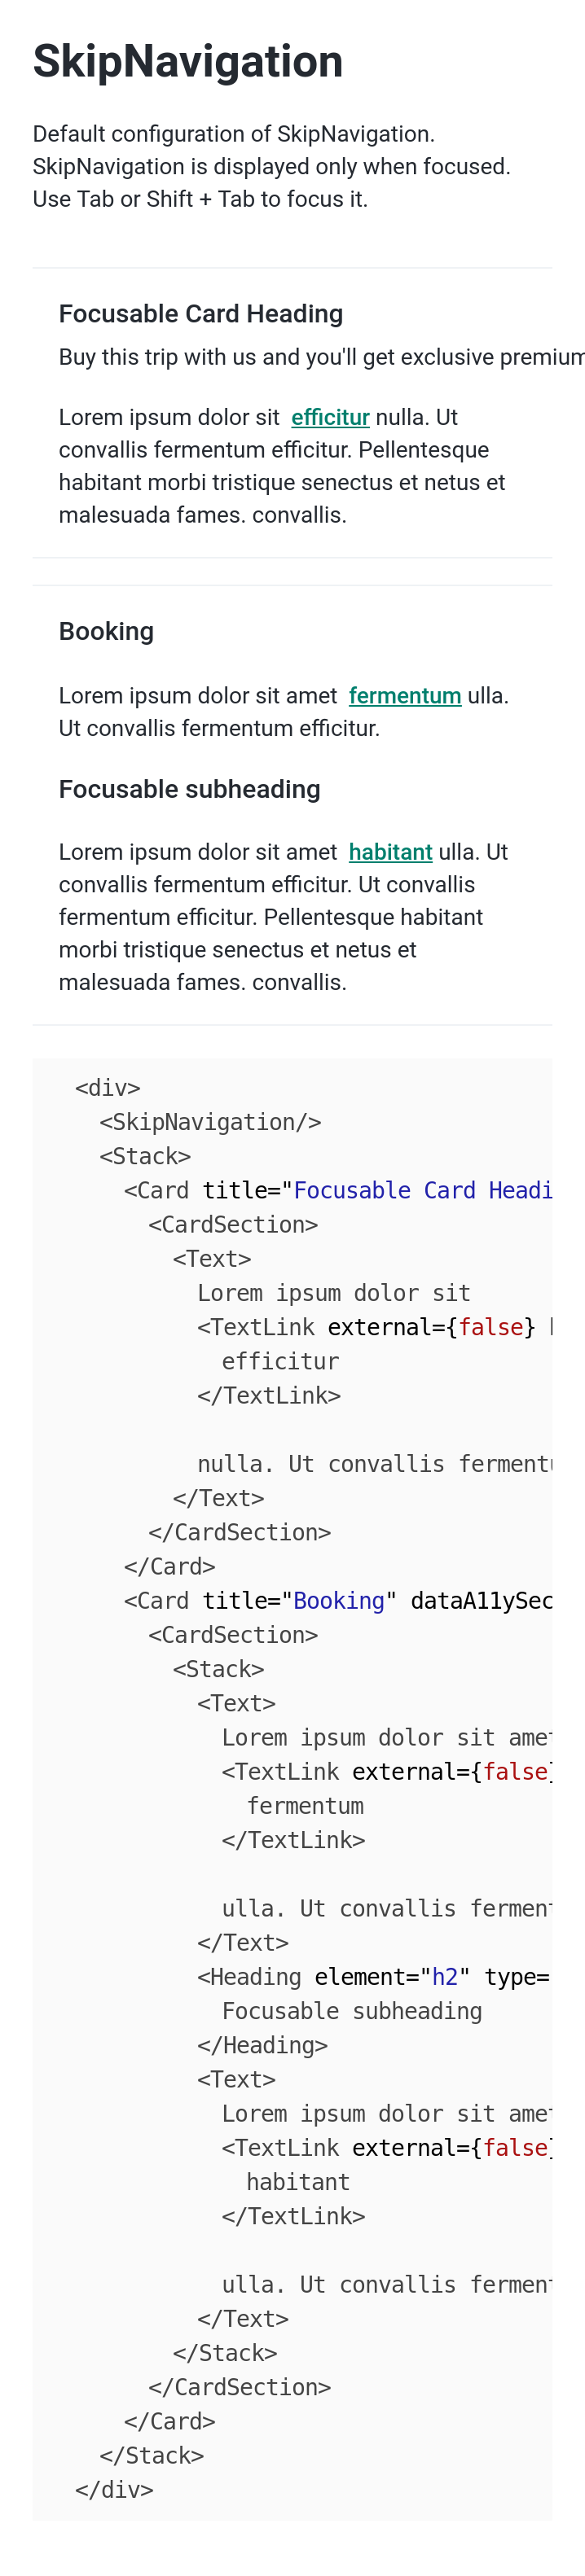 SkipNavigation
Default configuration of SkipNavigation.
SkipNavigation is displayed only when focused.
Use Tab or Shift + Tab to focus it.
Focusable Card Heading
Buy this trip with us and you'll get exclusive premium
Lorem ipsum dolor sit efficitur nulla. Ut
convallis fermentum efficitur. Pellentesque
habitant morbi tristique senectus et netus et
malesuada fames. convallis.
Booking
Lorem ipsum dolor sit amet fermentum ulla.
Ut convallis fermentum efficitur.
Focusable subheading
Lorem ipsum dolor sit amet habitant ulla. Ut
convallis fermentum efficitur. Ut convallis
fermentum efficitur. Pellentesque habitant
morbi tristique senectus et netus et
malesuada fames. convallis.
<div>
<SkipNavigation/>
<Stack>
<Card title="Focusable Card Headi
<CardSection>
<Text>
Lorem ipsum dolor sit
<TextLink external={false}
efficitur
</TextLink>
nulla. Ut convallis ferment
</Text>
</CardSection>
</Card>
<Card title="Booking" dataA11ySec
<CardSection>
<Stack>
<Text>
Lorem ipsum dolor sit amet
<TextLink external={false}
fermentum
</TextLink>
ulla. Ut convallis ferment
</Text>
<Heading element="h2" type=
Focusable subheading
</Heading>
<Text>
Lorem ipsum dolor sit amet
<TextLink external={false}
habitant
</TextLink>
ulla. Ut convallis ferment
</Text>
</Stack>
</CardSection>
</Card>
</Stack>
</div>